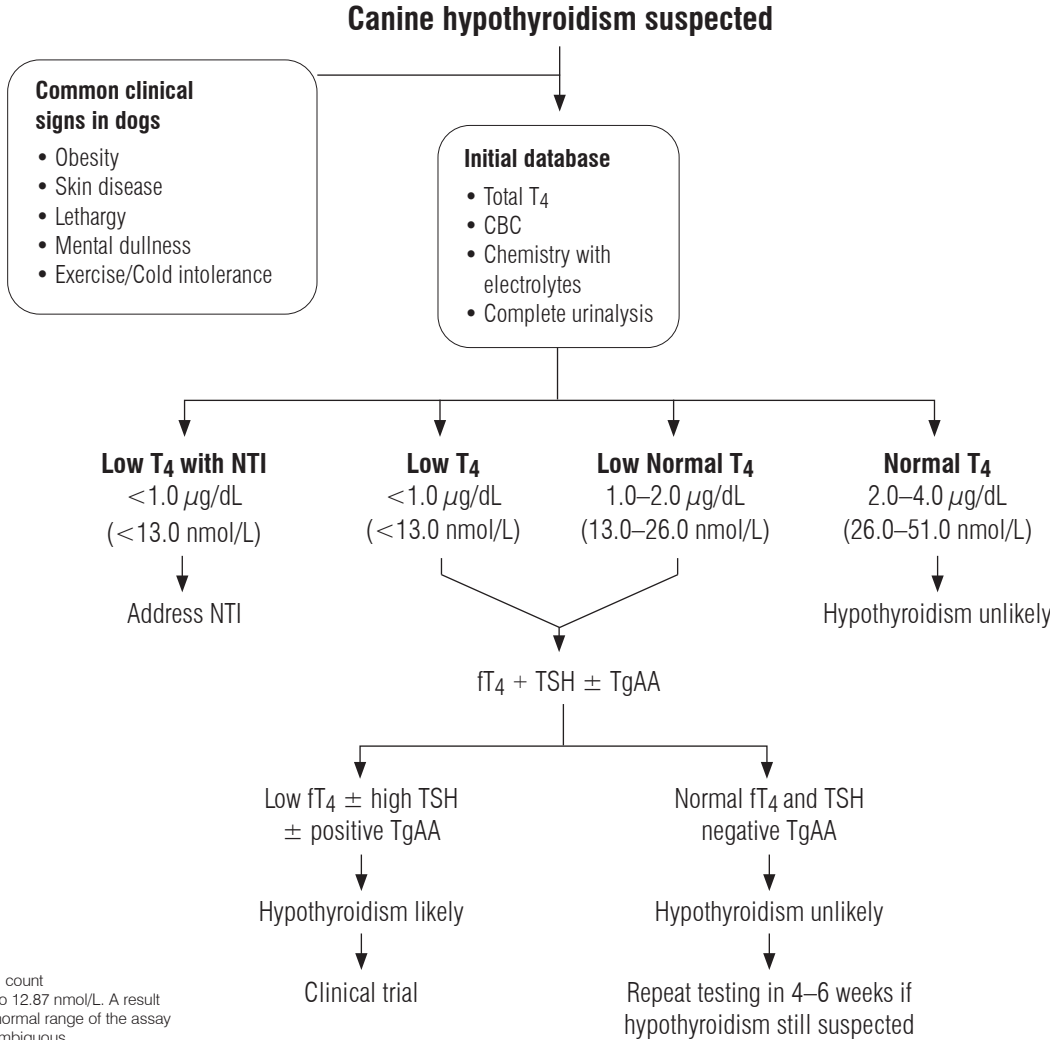 Canine hypothyroidism suspected
Common clinical
signs in dogs
• Obesity
• Skin disease
• Lethargy
• Mental dullness
• Exercise/Cold intolerance
Initial database
• Total T4
• CBC
• Chemistry with
electrolytes
• Complete urinalysis
Low T4 with NTI
<1.0 µg/dL
(<13.0 nmol/L)
Address NTI
Low T4
<1.0 µg/dL
(<13.0 nmol/L)
Low Normal T4
1.0–2.0 µg/dL
(13.0–26.0 nmol/L)
Normal T4
2.0–4.0 µg/dL
(26.0–51.0 nmol/L)
Hypothyroidism unlikely
fT4 + TSH ± TgAA
Low fT4 ± high TSH
± positive TgAA
Hypothyroidism likely
Clinical trial
Normal fT4 and TSH
negative TgAA
Hypothyroidism unlikely
Repeat testing in 4–6 weeks if
hypothyroidism still suspected
count
12.87 nmol/L. A result
normal range of the assay